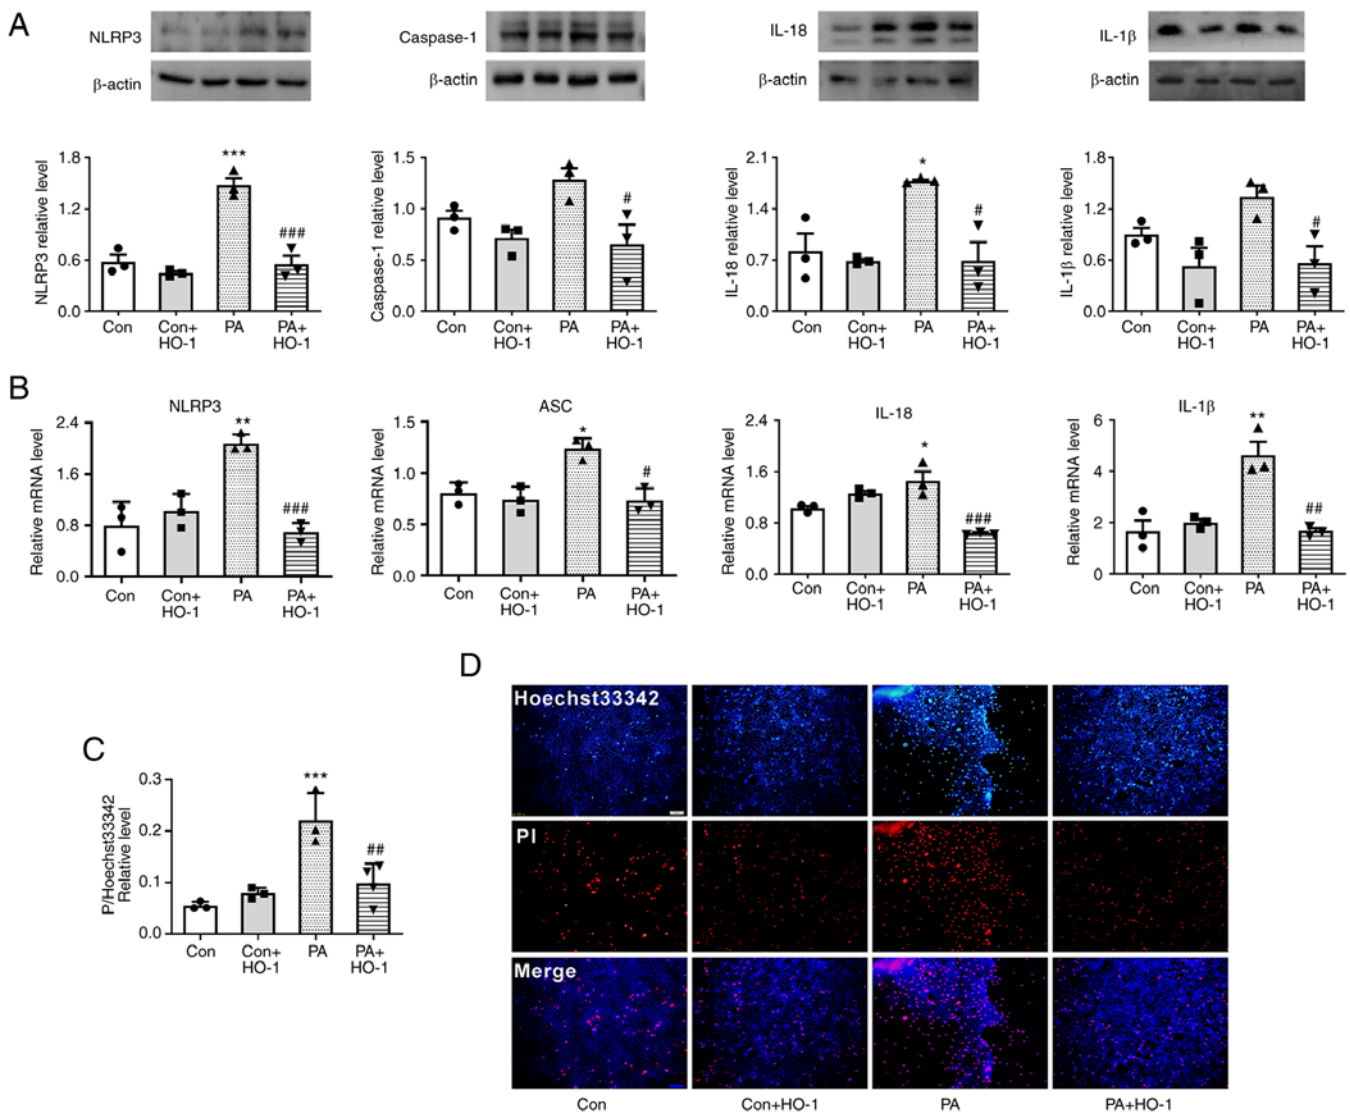 A
NLRP3
β-actin
Caspase-1
β-actin
IL-18
β-actin
IL-1β
β-actin
NLRP3 relative level
1.8
1.2
0.6
0.0
***
###
Con
Con+
HO-1
PA
PA+
HO-1
Caspase-1 relative level
1.5
1.0
0.5
0.0
#
Con
Con+
HO-1
PA
PA+
HO-1
IL-18 relative level
2.1
1.4
0.7
0.0
*
#
Con
Con+
HO-1
PA
PA+
HO-1
IL-1β relative level
1.8
1.2
0.6
0.0
#
Con
Con+
HO-1
PA
PA+
HO-1
B
NLRP3
Relative mRNA level
2.4
1.6
0.8
0.0
**
###
Con
Con+
HO-1
PA
PA+
HO-1
ASC
Relative mRNA level
1.5
1.0
0.5
0.0
*
#
Con
Con+
HO-1
PA
PA+
HO-1
IL-18
Relative mRNA level
2.4
1.6
0.8
0.0
*
###
Con
Con+
HO-1
PA
PA+
HO-1
IL-1β
Relative mRNA level
6
4
2
0
**
##
Con
Con+
HO-1
PA
PA+
HO-1
C
P/Hoechst33342
Relative level
0.3
0.2
0.1
0.0
***
##
Con
Con+
HO-1
PA
PA+
HO-1
D
Hoechst33342
PI
Merge
Con
Con+HO-1
PA
PA+HO-1